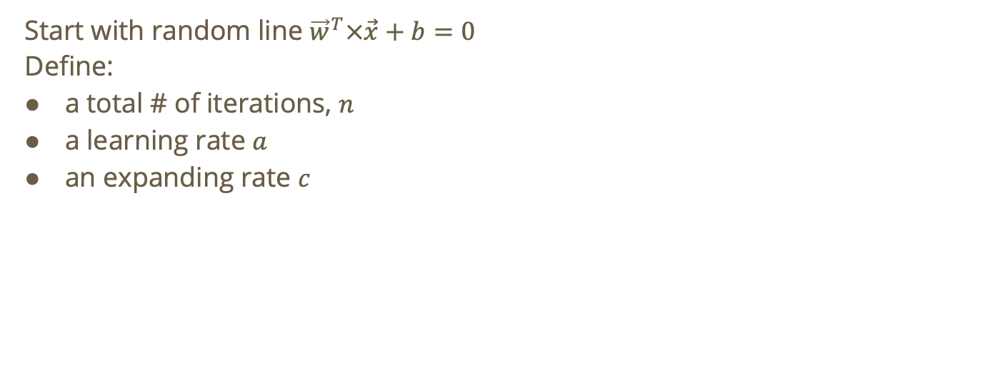 Start with random line w⃗ᵀ×x⃗ + b = 0
Define:
● a total # of iterations, n
● a learning rate a
● an expanding rate c